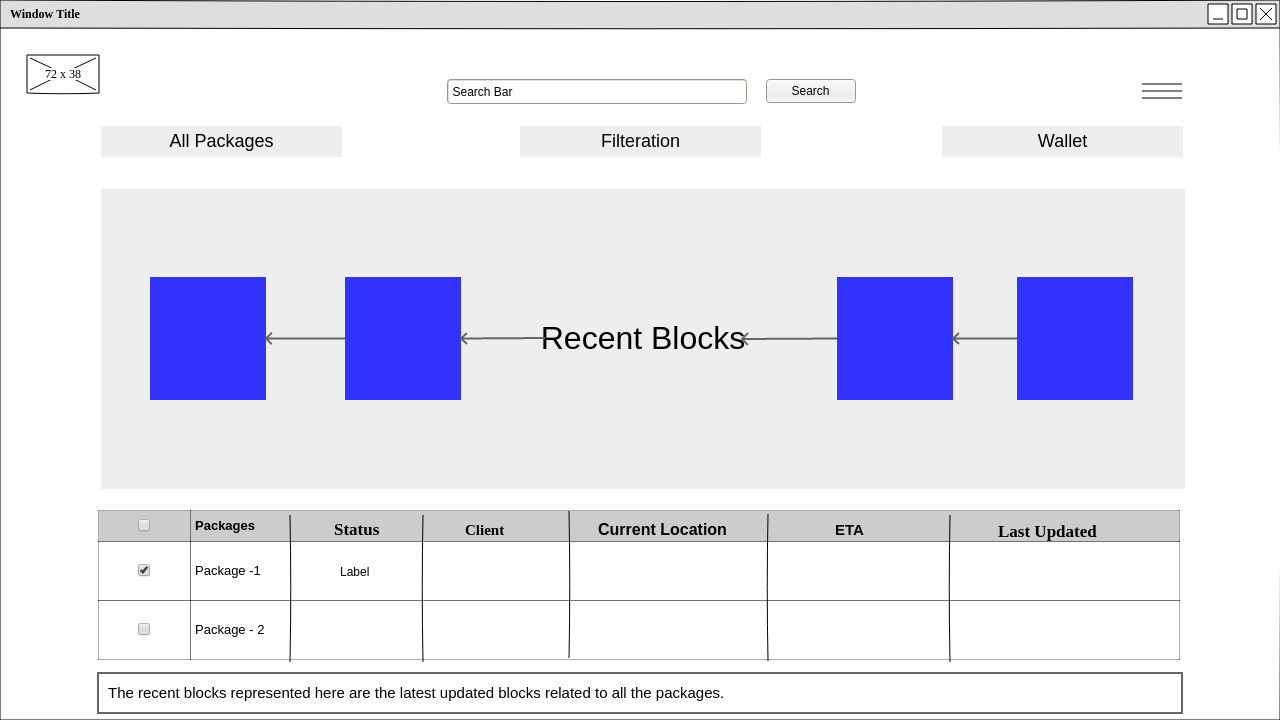 Window Title
72 x 38
Search Bar
Search
All Packages
Filteration
Wallet
Recent Blocks
Packages Status Client Current Location ETA Last Updated
Package -1 Label
Package - 2
The recent blocks represented here are the latest updated blocks related to all the packages.